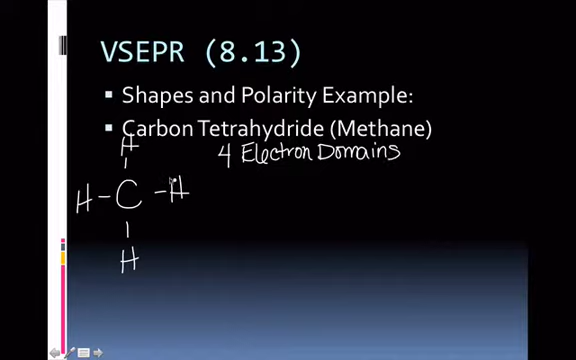 VSEPR (8.13)
Shapes and Polarity Example:
Carbon Tetrahydride (Methane)
4 Electron Domains
H
H - C - H
H